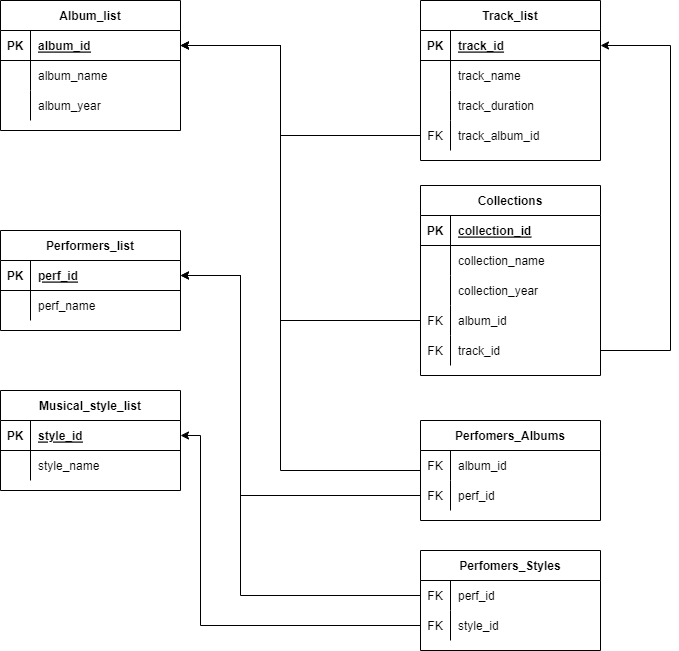 Album_list
PK album_id
album_name
album_year
Track_list
PK track_id
track_name
track_duration
FK track_album_id
Collections
PK collection_id
collection_name
collection_year
FK album_id
FK track_id
Performers_list
PK perf_id
perf_name
Musical_style_list
PK style_id
style_name
Perfomers_Albums
FK album_id
FK perf_id
Perfomers_Styles
FK perf_id
FK style_id